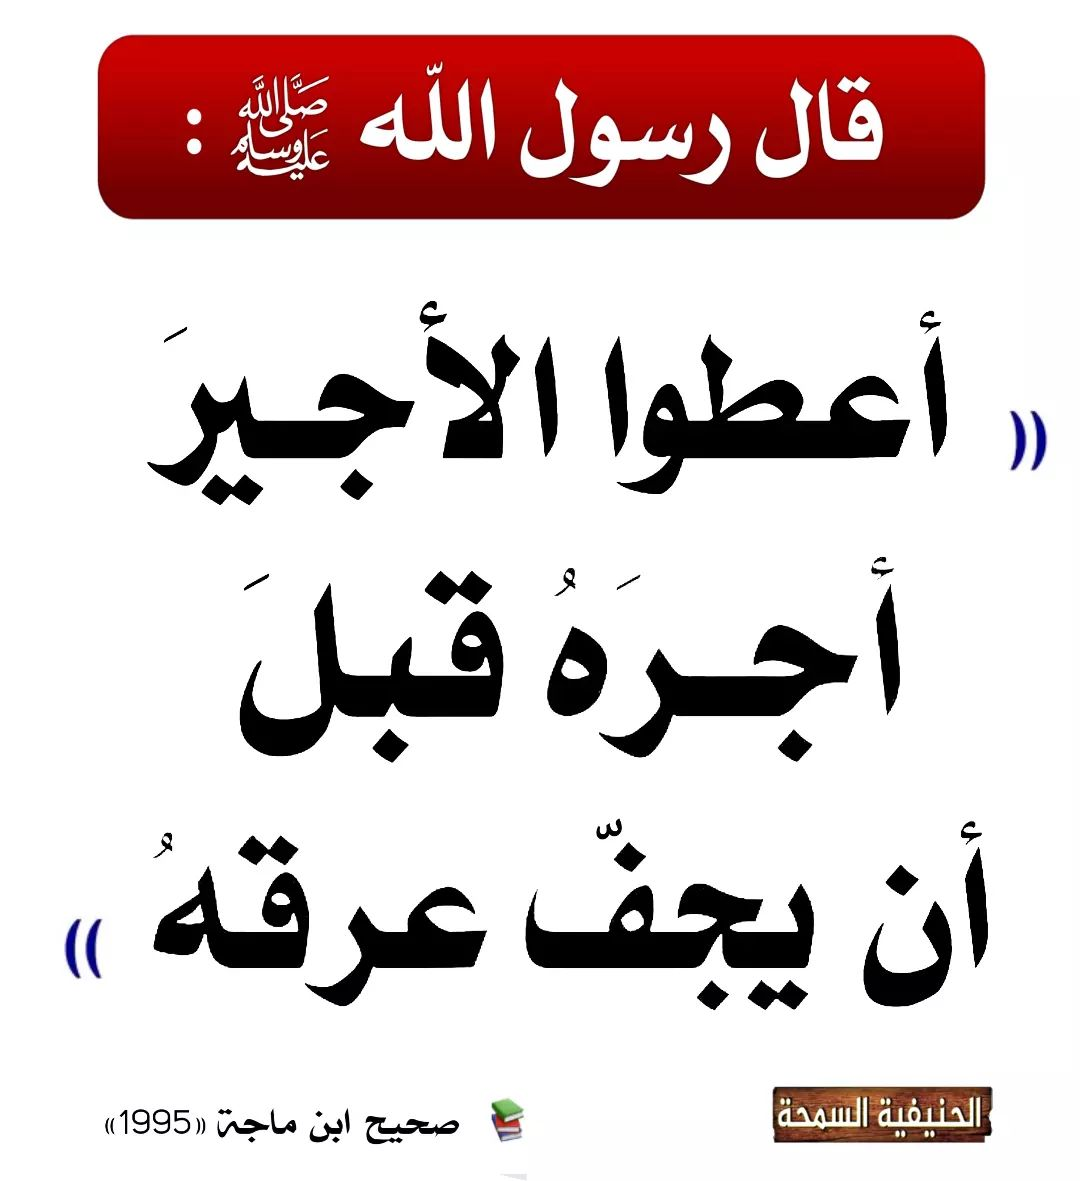 قال رسول الله ﷺ :
(( أعطوا الأجيرَ
أجرَهُ قبلَ
أن يجفّ عرقهُ ))
صحيح ابن ماجة «1995»
الحنيفية السمحة